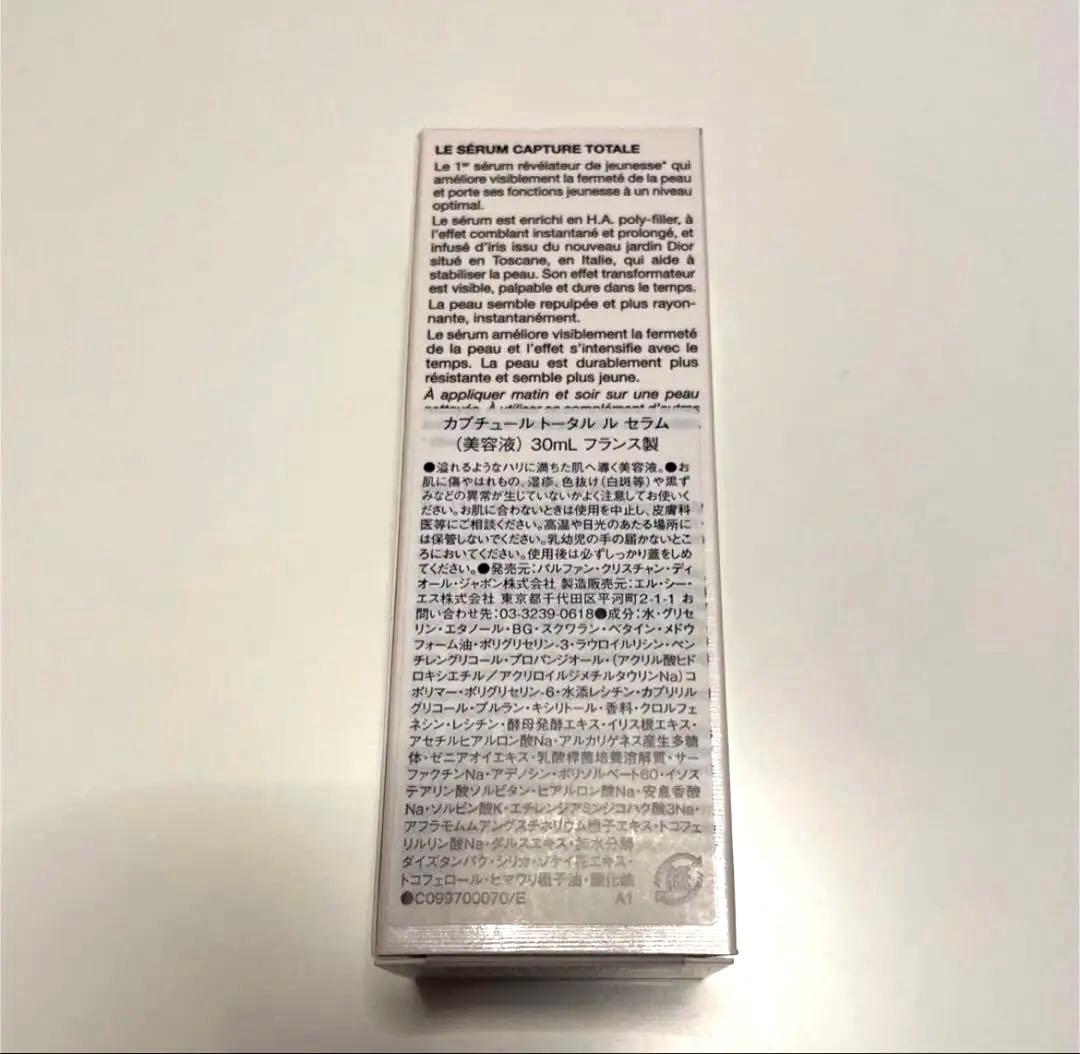 LE SÉRUM CAPTURE TOTALE
Le 1er sérum révélateur de jeunesse* qui
améliore visiblement la fermeté de la peau
et porte ses fonctions jeunesse à un niveau
optimal.
Le sérum est enrichi en H.A. poly-filler, à
l'effet comblant instantané et prolongé, et
infusé d'Iris issu du nouveau jardin Dior
situé en Toscane, en Italie, qui aide à
stabiliser la peau. Son effet transformateur
est visible, palpable et dure dans le temps.
La peau semble repulpée et plus rayon-
nante, instantanément.
Le sérum améliore visiblement la fermeté
de la peau et l'effet s'intensifie avec le
temps. La peau est durablement plus
résistante et semble plus jeune.
À appliquer matin et soir sur une peau
カプチュール トータル ル セラム
（美容液）30mL フランス製
●溢れるようなハリに満ちた肌へ導く美容液。●お
肌に傷やはれもの、湿疹、色抜け(白斑等)や黒ず
みなどの異常が生じていないかよく注意してお使いく
ださい。お肌に合わないときは使用を中止し、皮膚科
医等にご相談ください。高温や日光のあたる場所に
は保管しないでください。乳幼児の手の届かないとこ
ろにおいてください。使用後は必ずしっかり蓋をしめ
てください。●発売元：パルファン・クリスチャン・ディ
オール・ジャポン株式会社 製造販売元：エル・シー・
エス株式会社 東京都千代田区平河町2-1-1 お
問い合わせ先：03-3239-0618●成分：水・グリセ
リン・エタノール・BG・スクワラン・ベタイン・メドウ
フォーム油・ポリグリセリン-3・ラウロイルリシン・ペン
チレングリコール・プロパンジオール・（アクリル酸ヒド
ロキシエチル／アクリロイルジメチルタウリンNa）コ
ポリマー・ポリグリセリン-6・水添レシチン・カプリリル
グリコール・プルラン・キシリトール・香料・クロルフェ
ネシン・レシチン・酵母発酵エキス・イリス根エキス・
アセチルヒアルロン酸Na・アルカリゲネス産生多糖
体・ゼニアオイエキス・乳酸桿菌培養溶解質・サー
ファクチンNa・アデノシン・ポリソルベート60・イソス
テアリン酸ソルビタン・ヒアルロン酸Na・安息香酸
Na・ソルビン酸K・エチレンジアミンジコハク酸3Na・
アフラモムムアングスチホリウム種子エキス・トコフェ
リルリン酸Na・ダルスエキス・加水分解
ダイズタンパク・シリカ・ソケイ花エキス・
トコフェロール・ヒマワリ種子油・酸化鉄
●C099700070/E A1